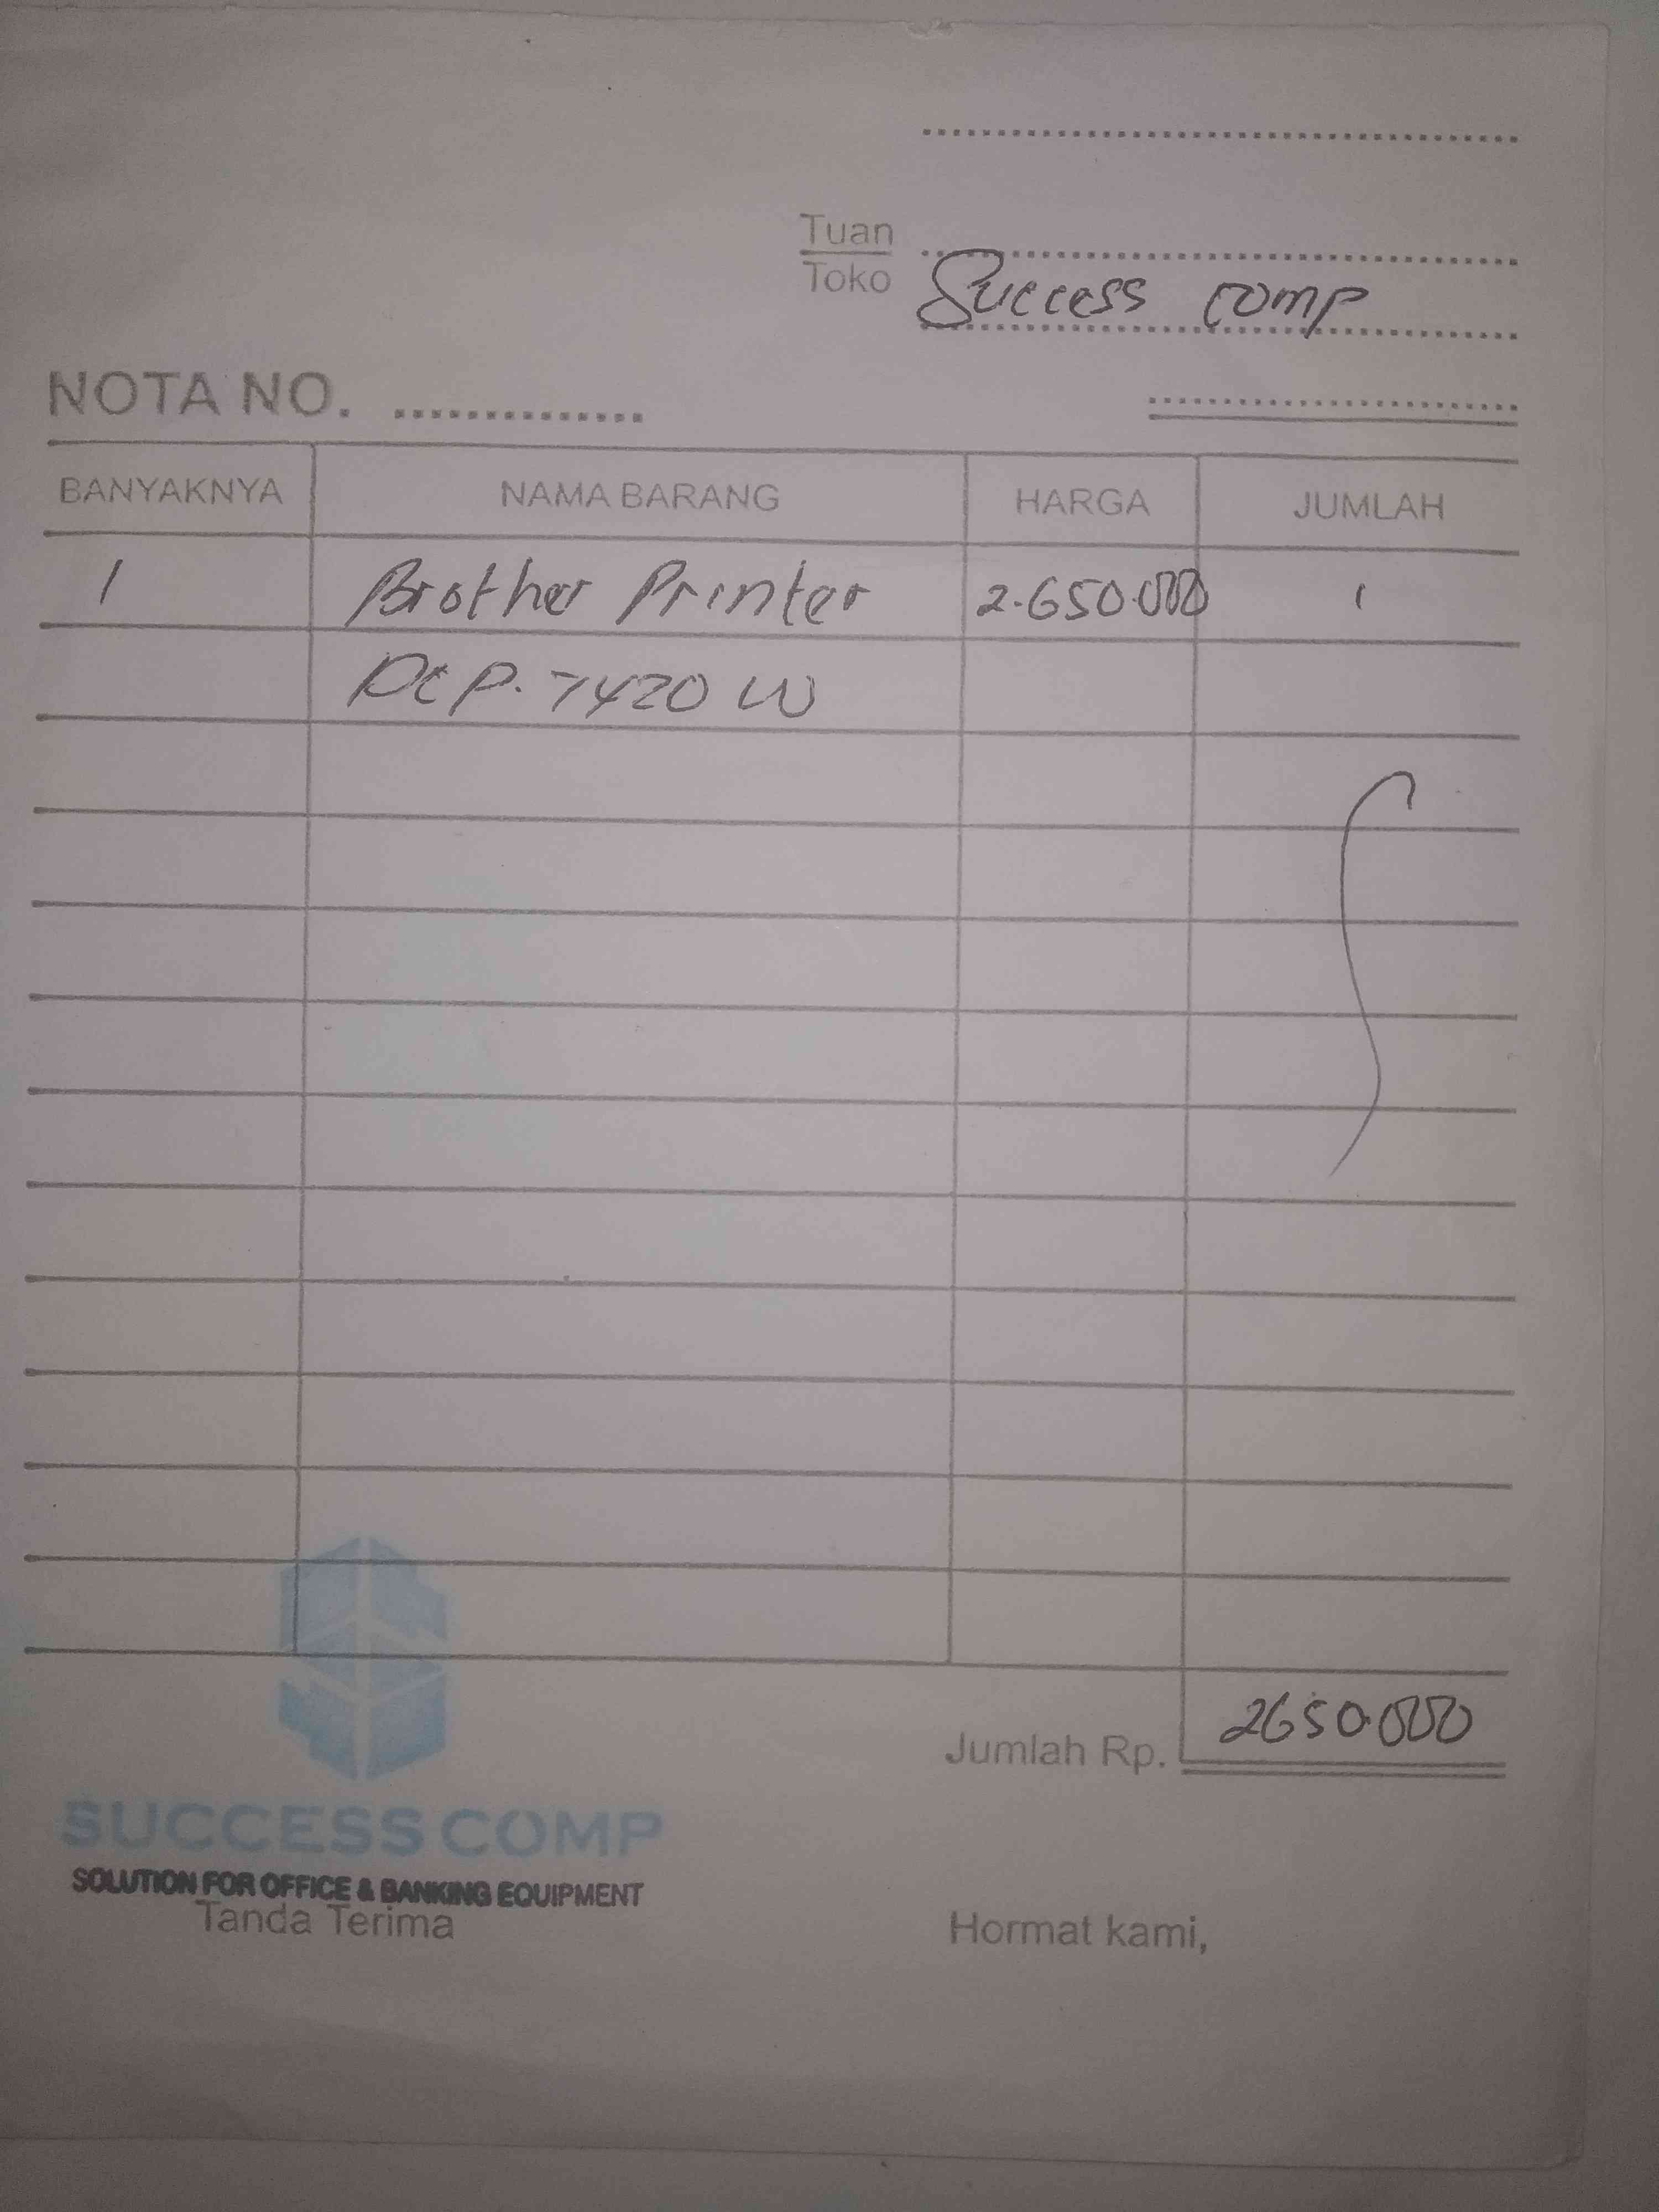 Tuan
Toko Success comp
NOTA NO.
BANYAKNYA NAMA BARANG HARGA JUMLAH
1 Brother Printer 2.650.000 1
DCP. 7420 W
Jumlah Rp. 2650.000
SUCCESS COMP
SOLUTION FOR OFFICE & BANKING EQUIPMENT
Tanda Terima Hormat kami,